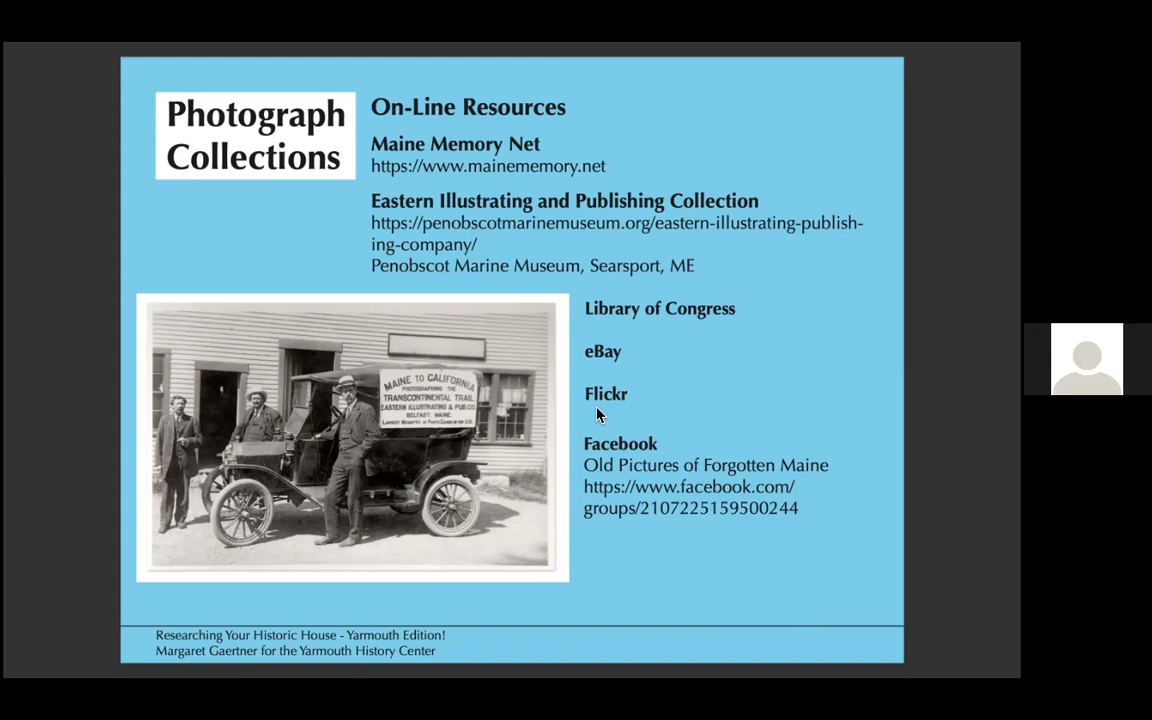 Photograph
Collections
On-Line Resources
Maine Memory Net
https://www.mainememory.net
Eastern Illustrating and Publishing Collection
https://penobscotmarinemuseum.org/eastern-illustrating-publish-
ing-company/
Penobscot Marine Museum, Searsport, ME
MAINE TO CALIFORNIA
PHOTOGRAPHING THE
TRANSCONTINENTAL TRAIL
EASTERN ILLUSTRATING & PUB.CO.
BELFAST, MAINE.
Library of Congress
eBay
Flickr
Facebook
Old Pictures of Forgotten Maine
https://www.facebook.com/
groups/2107225159500244
Researching Your Historic House - Yarmouth Edition!
Margaret Gaertner for the Yarmouth History Center